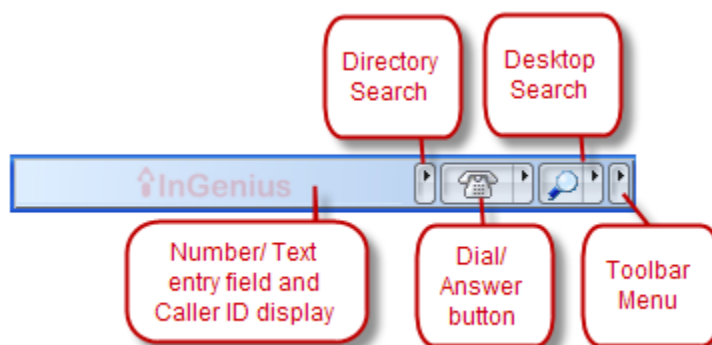 Directory
Search
Desktop
Search
InGenius
Number/ Text
entry field and
Caller ID display
Dial/
Answer
button
Toolbar
Menu